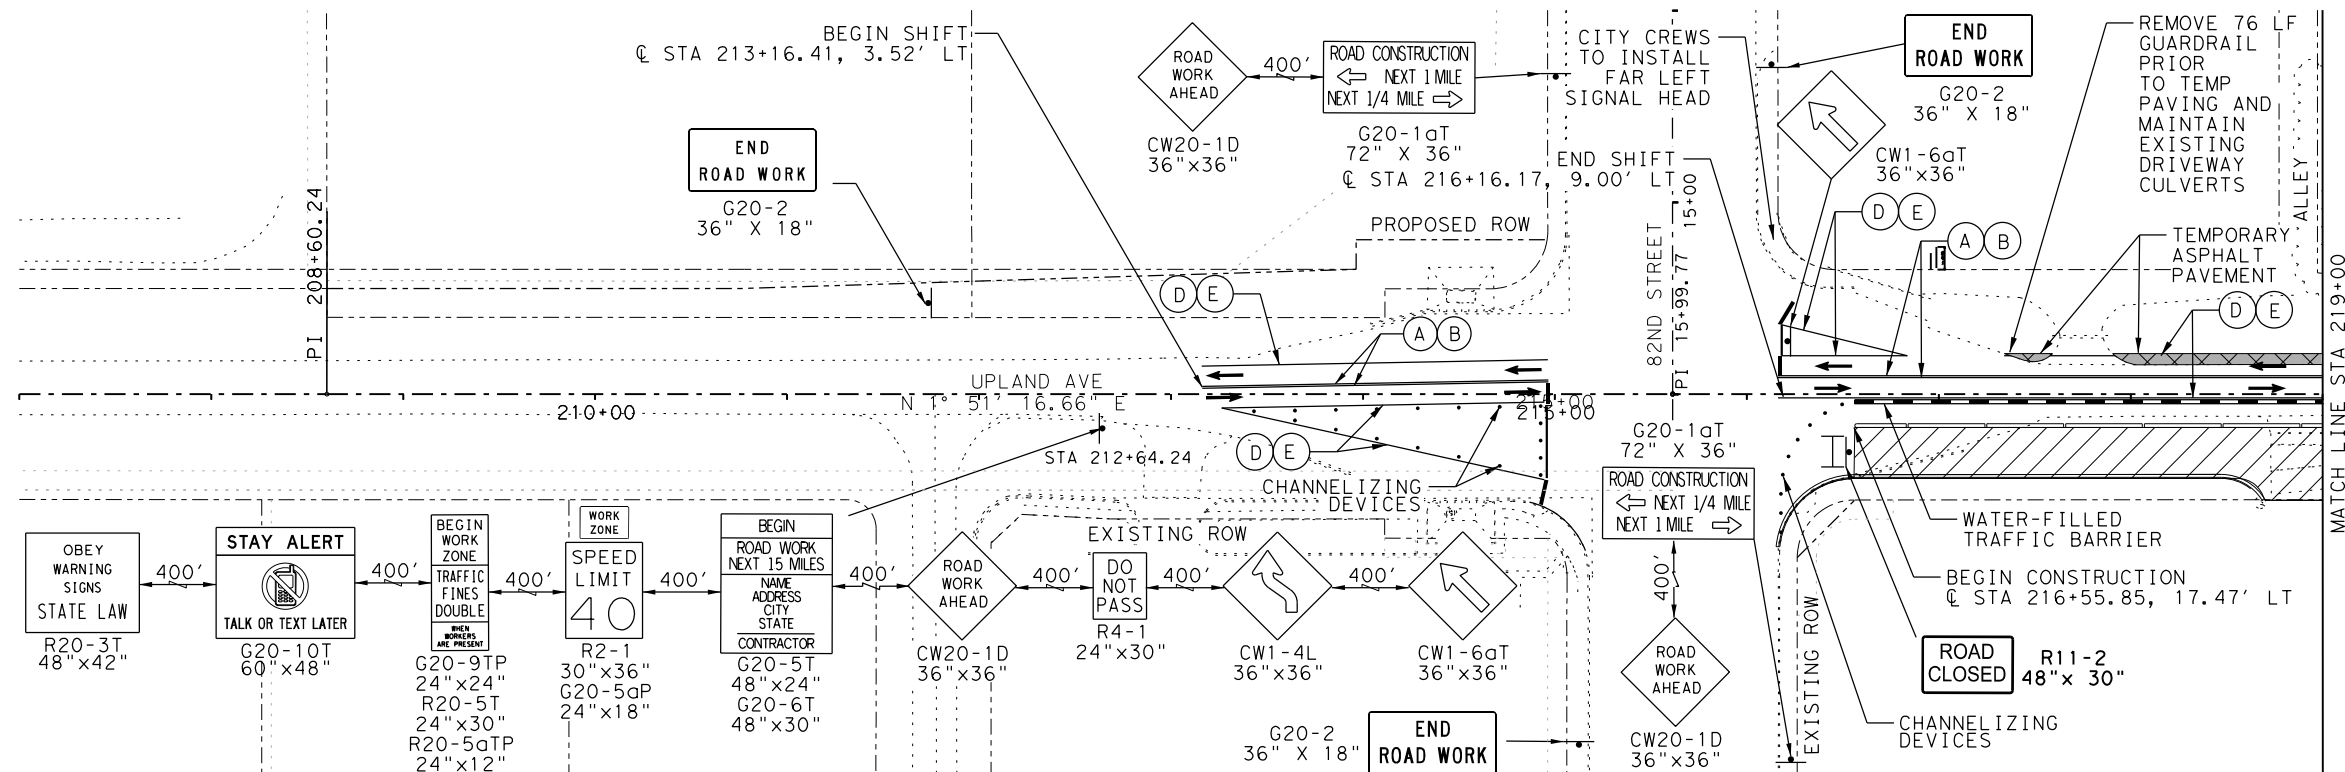 BEGIN SHIFT
℄ STA 213+16.41, 3.52' LT
ROAD
WORK
AHEAD
400'
ROAD CONSTRUCTION
NEXT 1 MILE
NEXT 1/4 MILE
CW20-1D
36"x36"
G20-1aT
72" X 36"
CITY CREWS
TO INSTALL
FAR LEFT
SIGNAL HEAD
END
ROAD WORK
G20-2
36" X 18"
REMOVE 76 LF
GUARDRAIL
PRIOR
TO TEMP
PAVING AND
MAINTAIN
EXISTING
DRIVEWAY
CULVERTS
END
ROAD WORK
G20-2
36" X 18"
END SHIFT
℄ STA 216+16.17, 9.00' LT
CW1-6aT
36"x36"
D E
A B
TEMPORARY
ASPHALT
PAVEMENT
D E
ALLEY
MATCH LINE STA 219+00
PI 208+60.24
PROPOSED ROW
D E
A B
82ND STREET
15+00
PI 15+99.77
UPLAND AVE
N 1° 51' 16.66" E
210+00
215+00
215+00
STA 212+64.24
D E
CHANNELIZING
DEVICES
EXISTING ROW
G20-1aT
72" X 36"
ROAD CONSTRUCTION
NEXT 1/4 MILE
NEXT 1 MILE
400'
ROAD
WORK
AHEAD
CW20-1D
36"x36"
WATER-FILLED
TRAFFIC BARRIER
BEGIN CONSTRUCTION
℄ STA 216+55.85, 17.47' LT
ROAD
CLOSED
R11-2
48"x 30"
CHANNELIZING
DEVICES
EXISTING ROW
OBEY
WARNING
SIGNS
STATE LAW
R20-3T
48"x42"
400'
STAY ALERT
TALK OR TEXT LATER
G20-10T
60"x48"
400'
BEGIN
WORK
ZONE
TRAFFIC
FINES
DOUBLE
WHEN
WORKERS
ARE PRESENT
G20-9TP
24"x24"
R20-5T
24"x30"
R20-5aTP
24"x12"
400'
WORK
ZONE
SPEED
LIMIT
40
R2-1
30"x36"
G20-5aP
24"x18"
400'
BEGIN
ROAD WORK
NEXT 15 MILES
NAME
ADDRESS
CITY
STATE
CONTRACTOR
G20-5T
48"x24"
G20-6T
48"x30"
400'
ROAD
WORK
AHEAD
CW20-1D
36"x36"
400'
DO
NOT
PASS
R4-1
24"x30"
400'
CW1-4L
36"x36"
400'
CW1-6aT
36"x36"
G20-2
36" X 18"
END
ROAD WORK